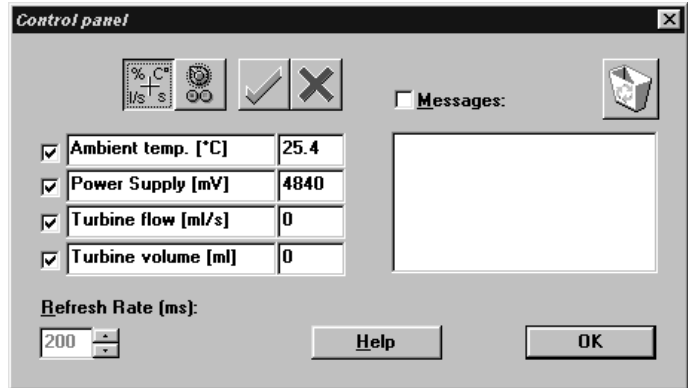 Control panel
% C°
l/s s
Messages:
Ambient temp. [°C] 25.4
Power Supply [mV] 4840
Turbine flow [ml/s] 0
Turbine volume [ml] 0
Refresh Rate (ms):
200
Help
OK